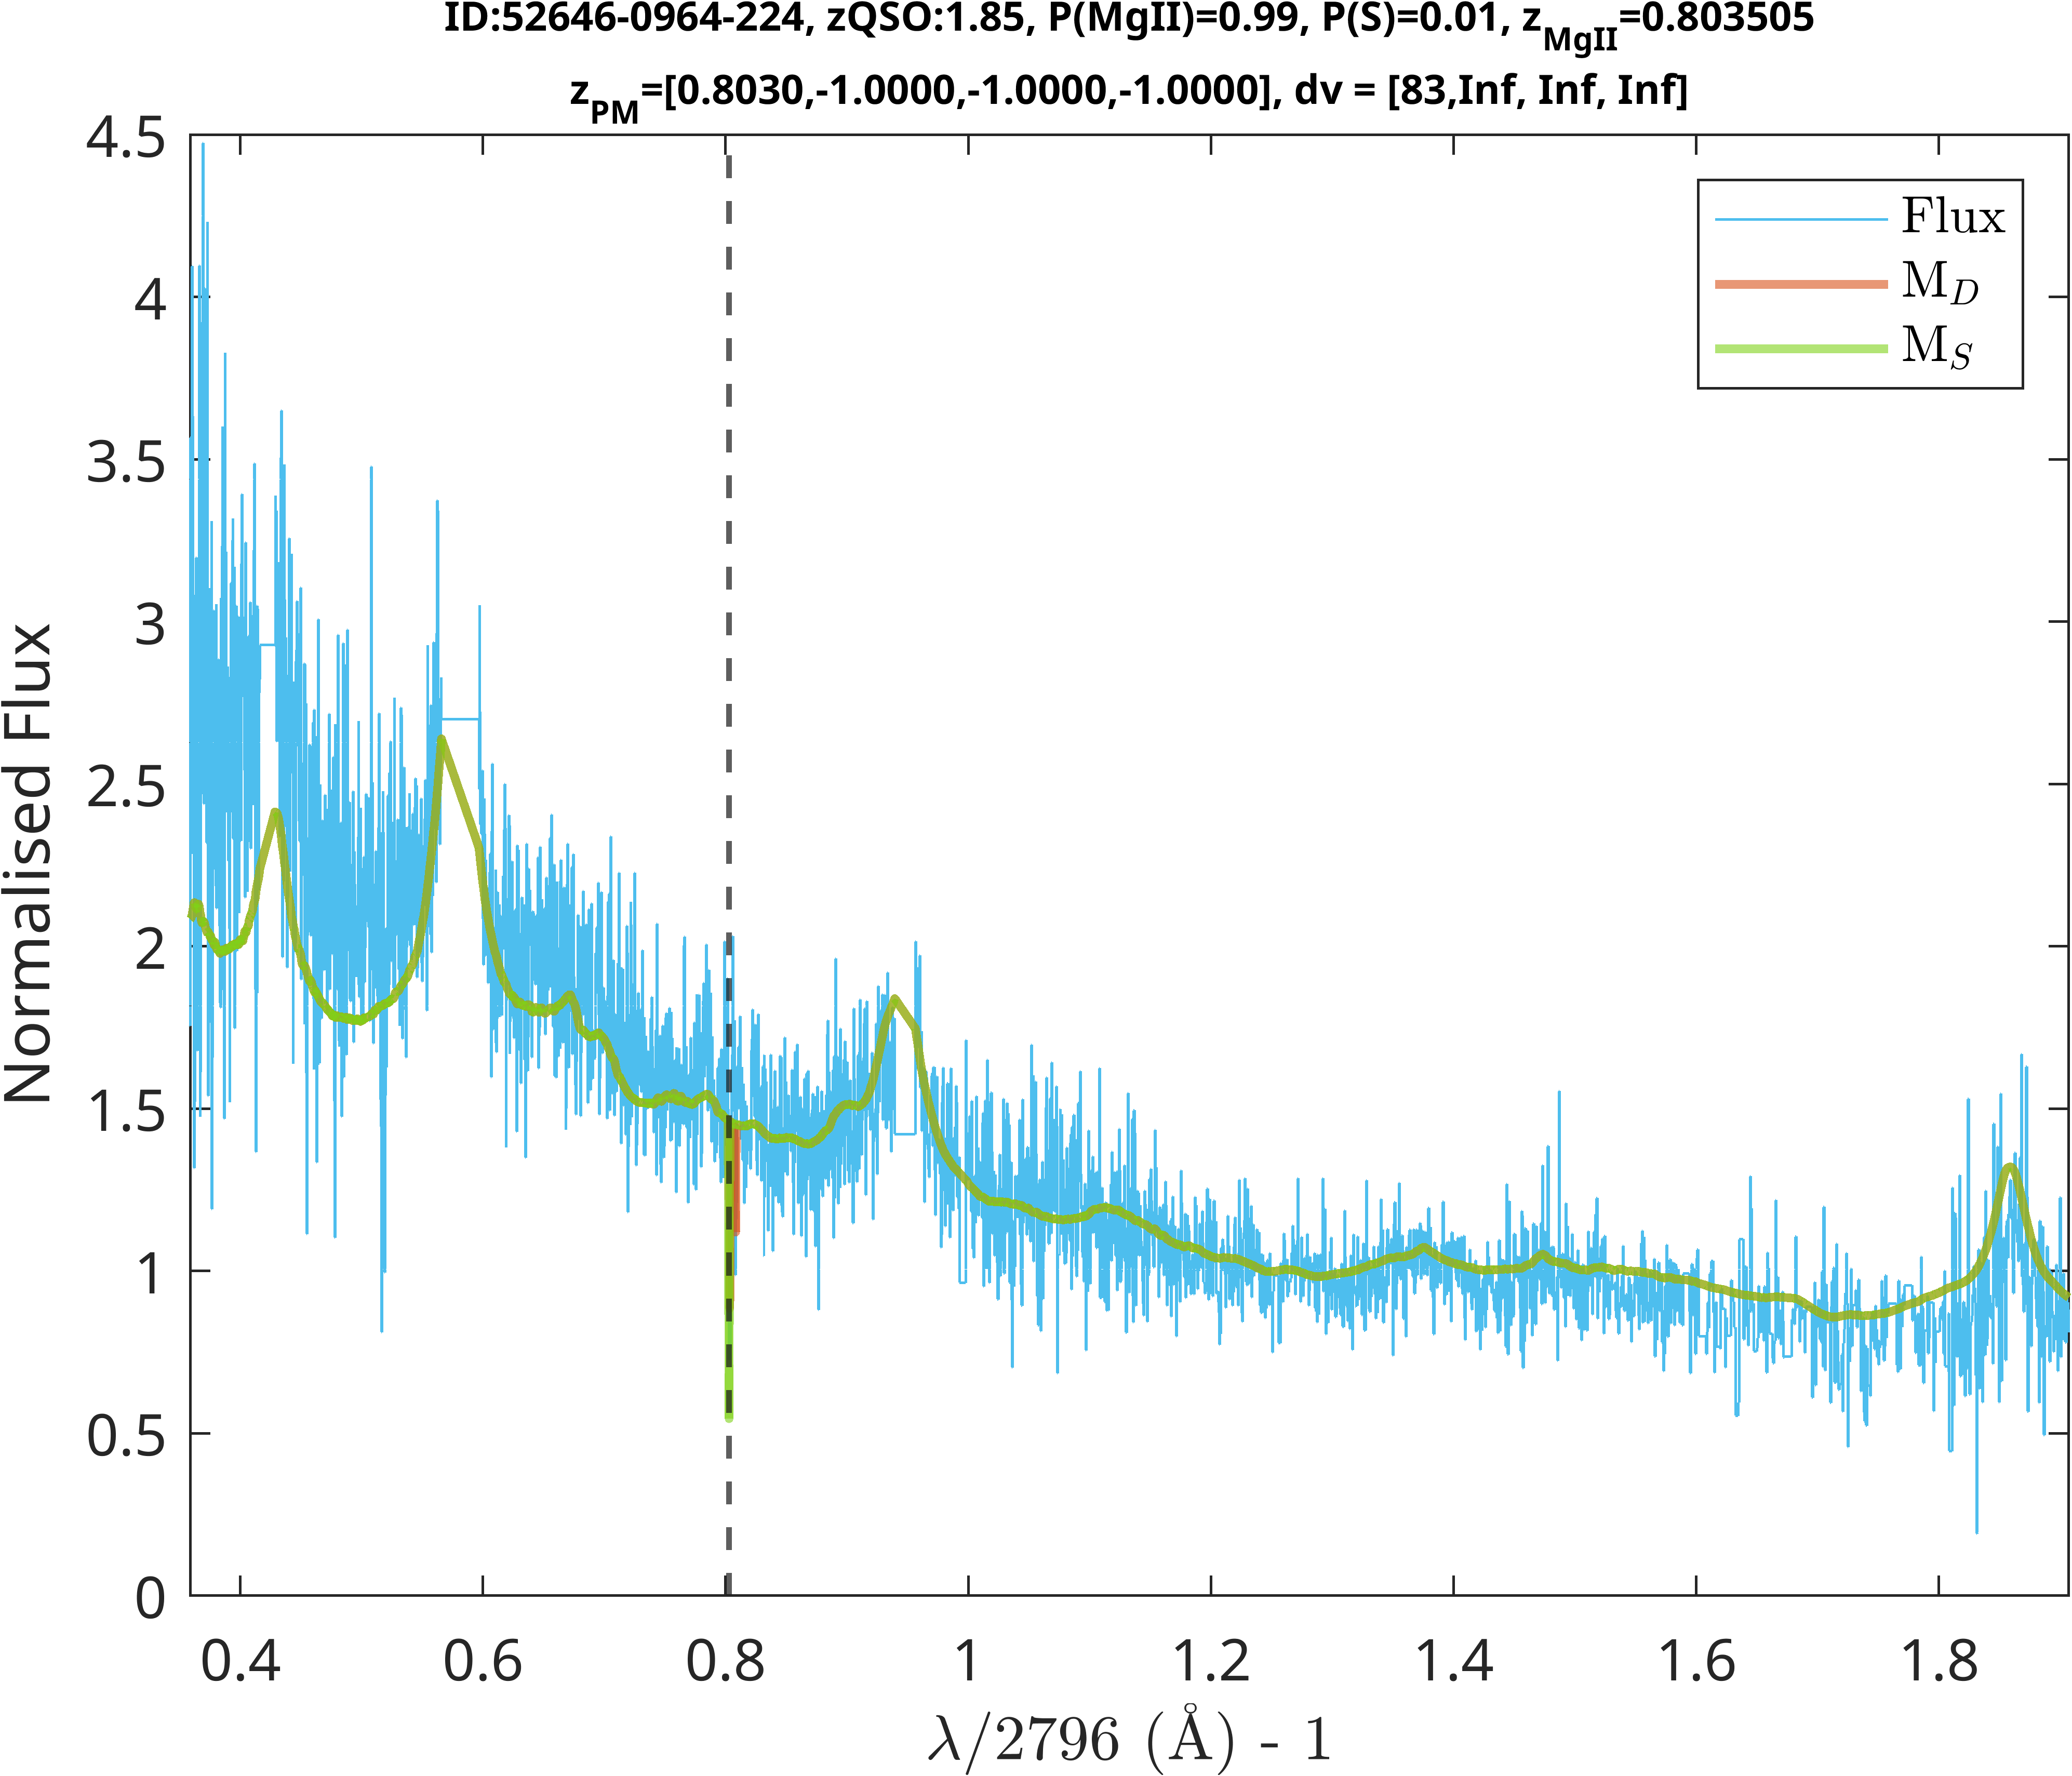 ID:52646-0964-224, zQSO:1.85, P(MgII)=0.99, P(S)=0.01, zMgII=0.803505
zPM=[0.8030,-1.0000,-1.0000,-1.0000], dv = [83,Inf, Inf, Inf]
4.5
4
3.5
3
2.5
2
1.5
1
0.5
0
Normalised Flux
Flux
MD
MS
0.4 0.6 0.8 1 1.2 1.4 1.6 1.8
λ/2796 (Å) - 1